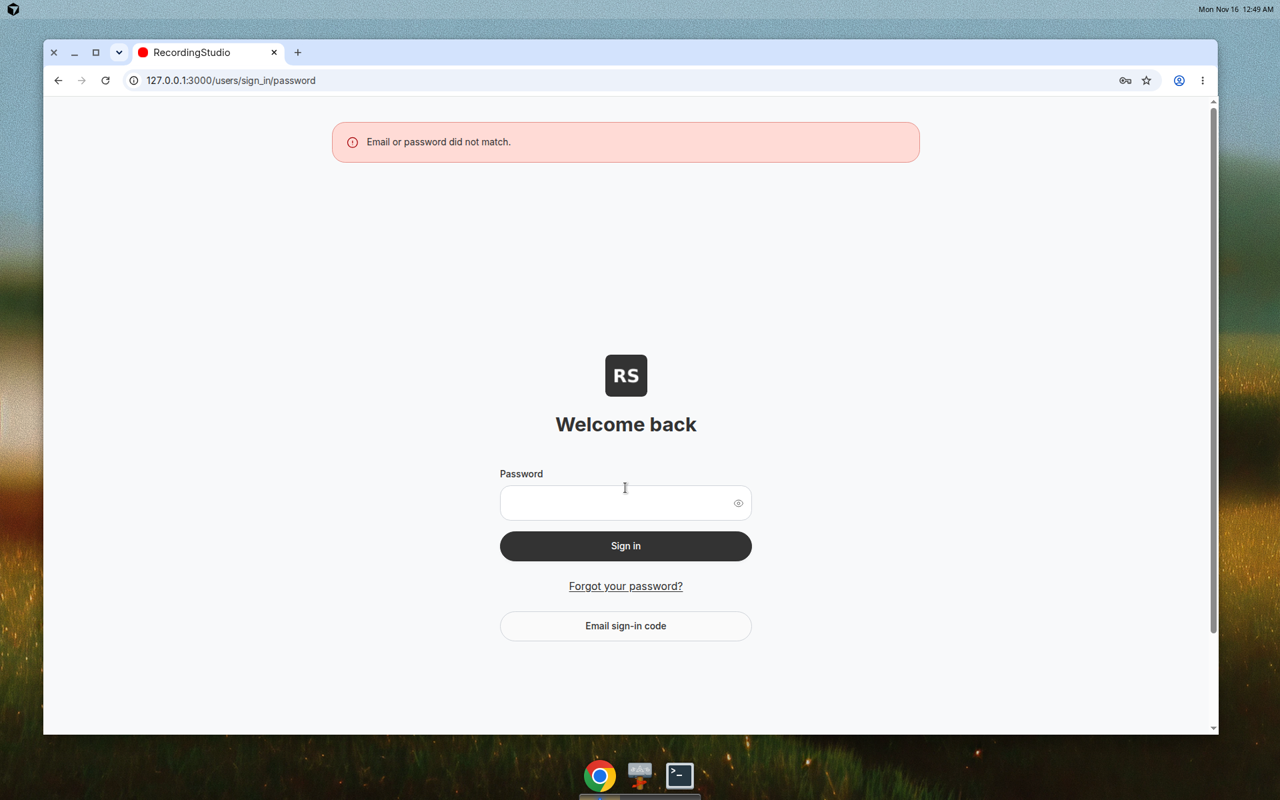 Mon Nov 16 12:49 AM
RecordingStudio
127.0.0.1:3000/users/sign_in/password
Email or password did not match.
RS
Welcome back
Password
Sign in
Forgot your password?
Email sign-in code
>_